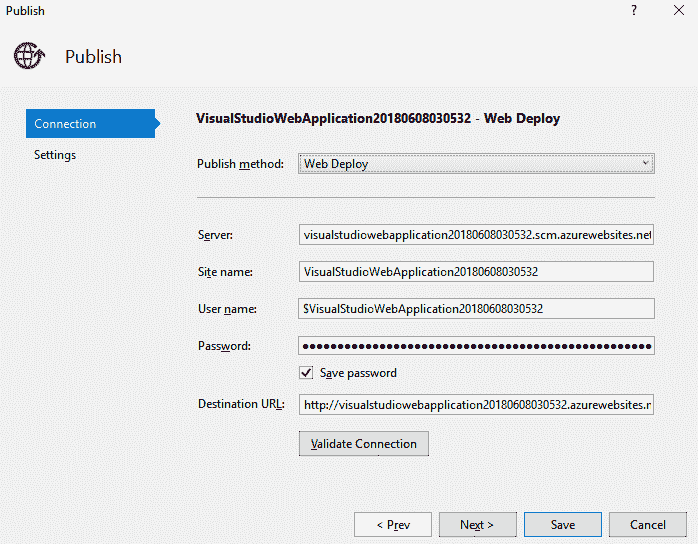 Publish
?
Publish
Connection
Settings
VisualStudioWebApplication20180608030532 - Web Deploy
Publish method: Web Deploy
Server: visualstudiowebapplication20180608030532.scm.azurewebsites.net
Site name: VisualStudioWebApplication20180608030532
User name: $VisualStudioWebApplication20180608030532
Password: ••••••••••••••••••••••••••••••••••••••••••••••••••
Save password
Destination URL: http://visualstudiowebapplication20180608030532.azurewebsites.n
Validate Connection
< Prev Next > Save Cancel